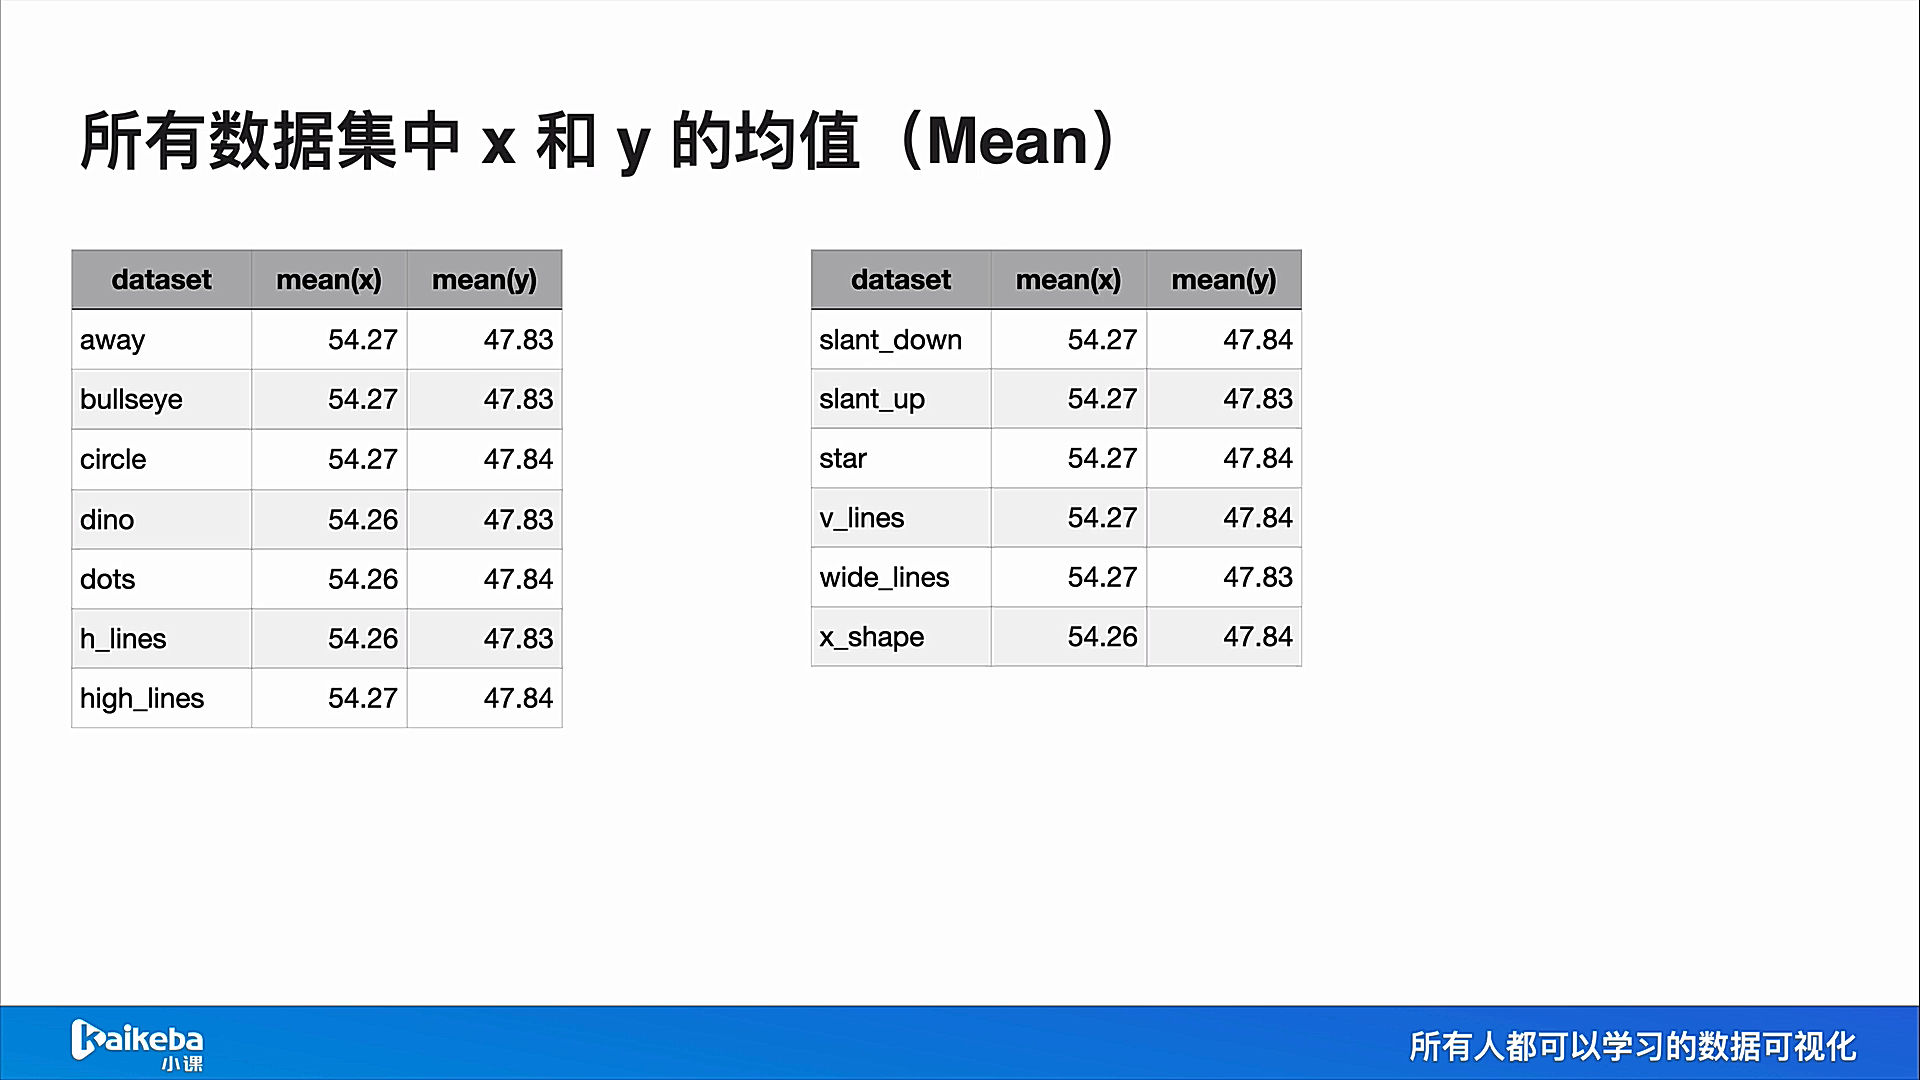 所有数据集中 x 和 y 的均值（Mean）
dataset mean(x) mean(y)
away 54.27 47.83
bullseye 54.27 47.83
circle 54.27 47.84
dino 54.26 47.83
dots 54.26 47.84
h_lines 54.26 47.83
high_lines 54.27 47.84
dataset mean(x) mean(y)
slant_down 54.27 47.84
slant_up 54.27 47.83
star 54.27 47.84
v_lines 54.27 47.84
wide_lines 54.27 47.83
x_shape 54.26 47.84
kaikeba
小课
所有人都可以学习的数据可视化